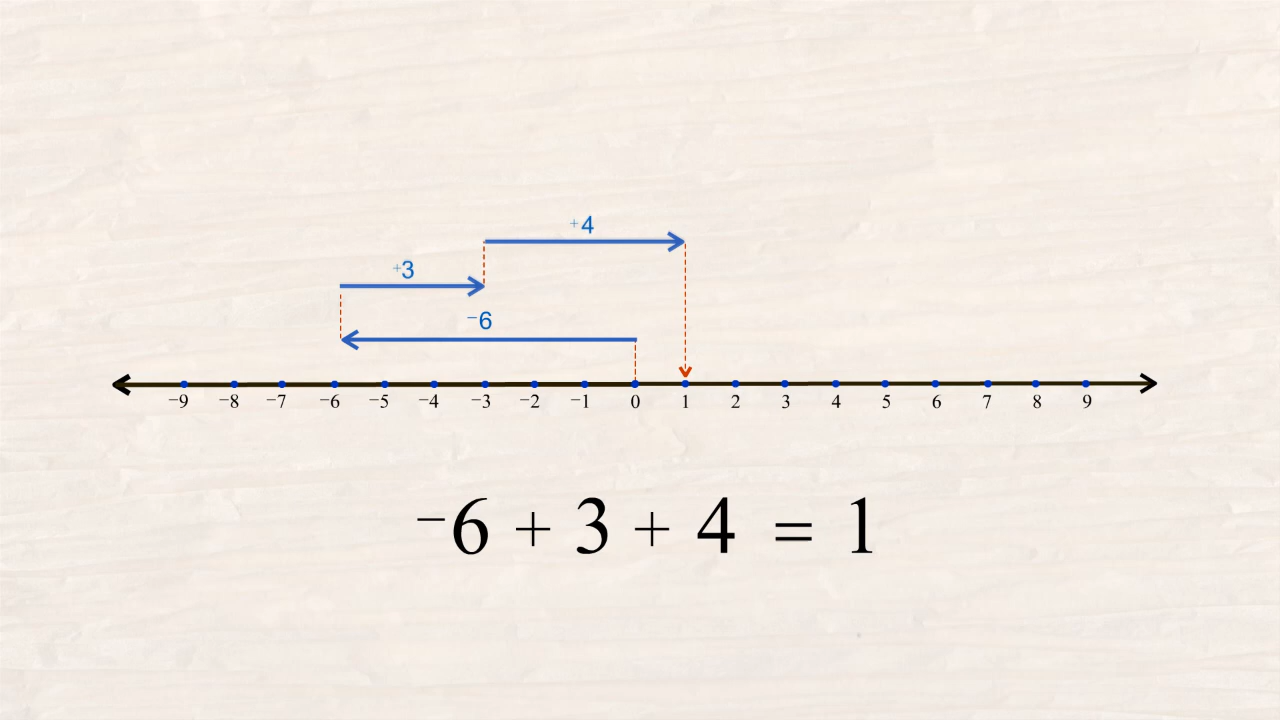 ⁺4
⁺3
⁻6
−9 −8 −7 −6 −5 −4 −3 −2 −1 0 1 2 3 4 5 6 7 8 9
⁻6 + 3 + 4 = 1